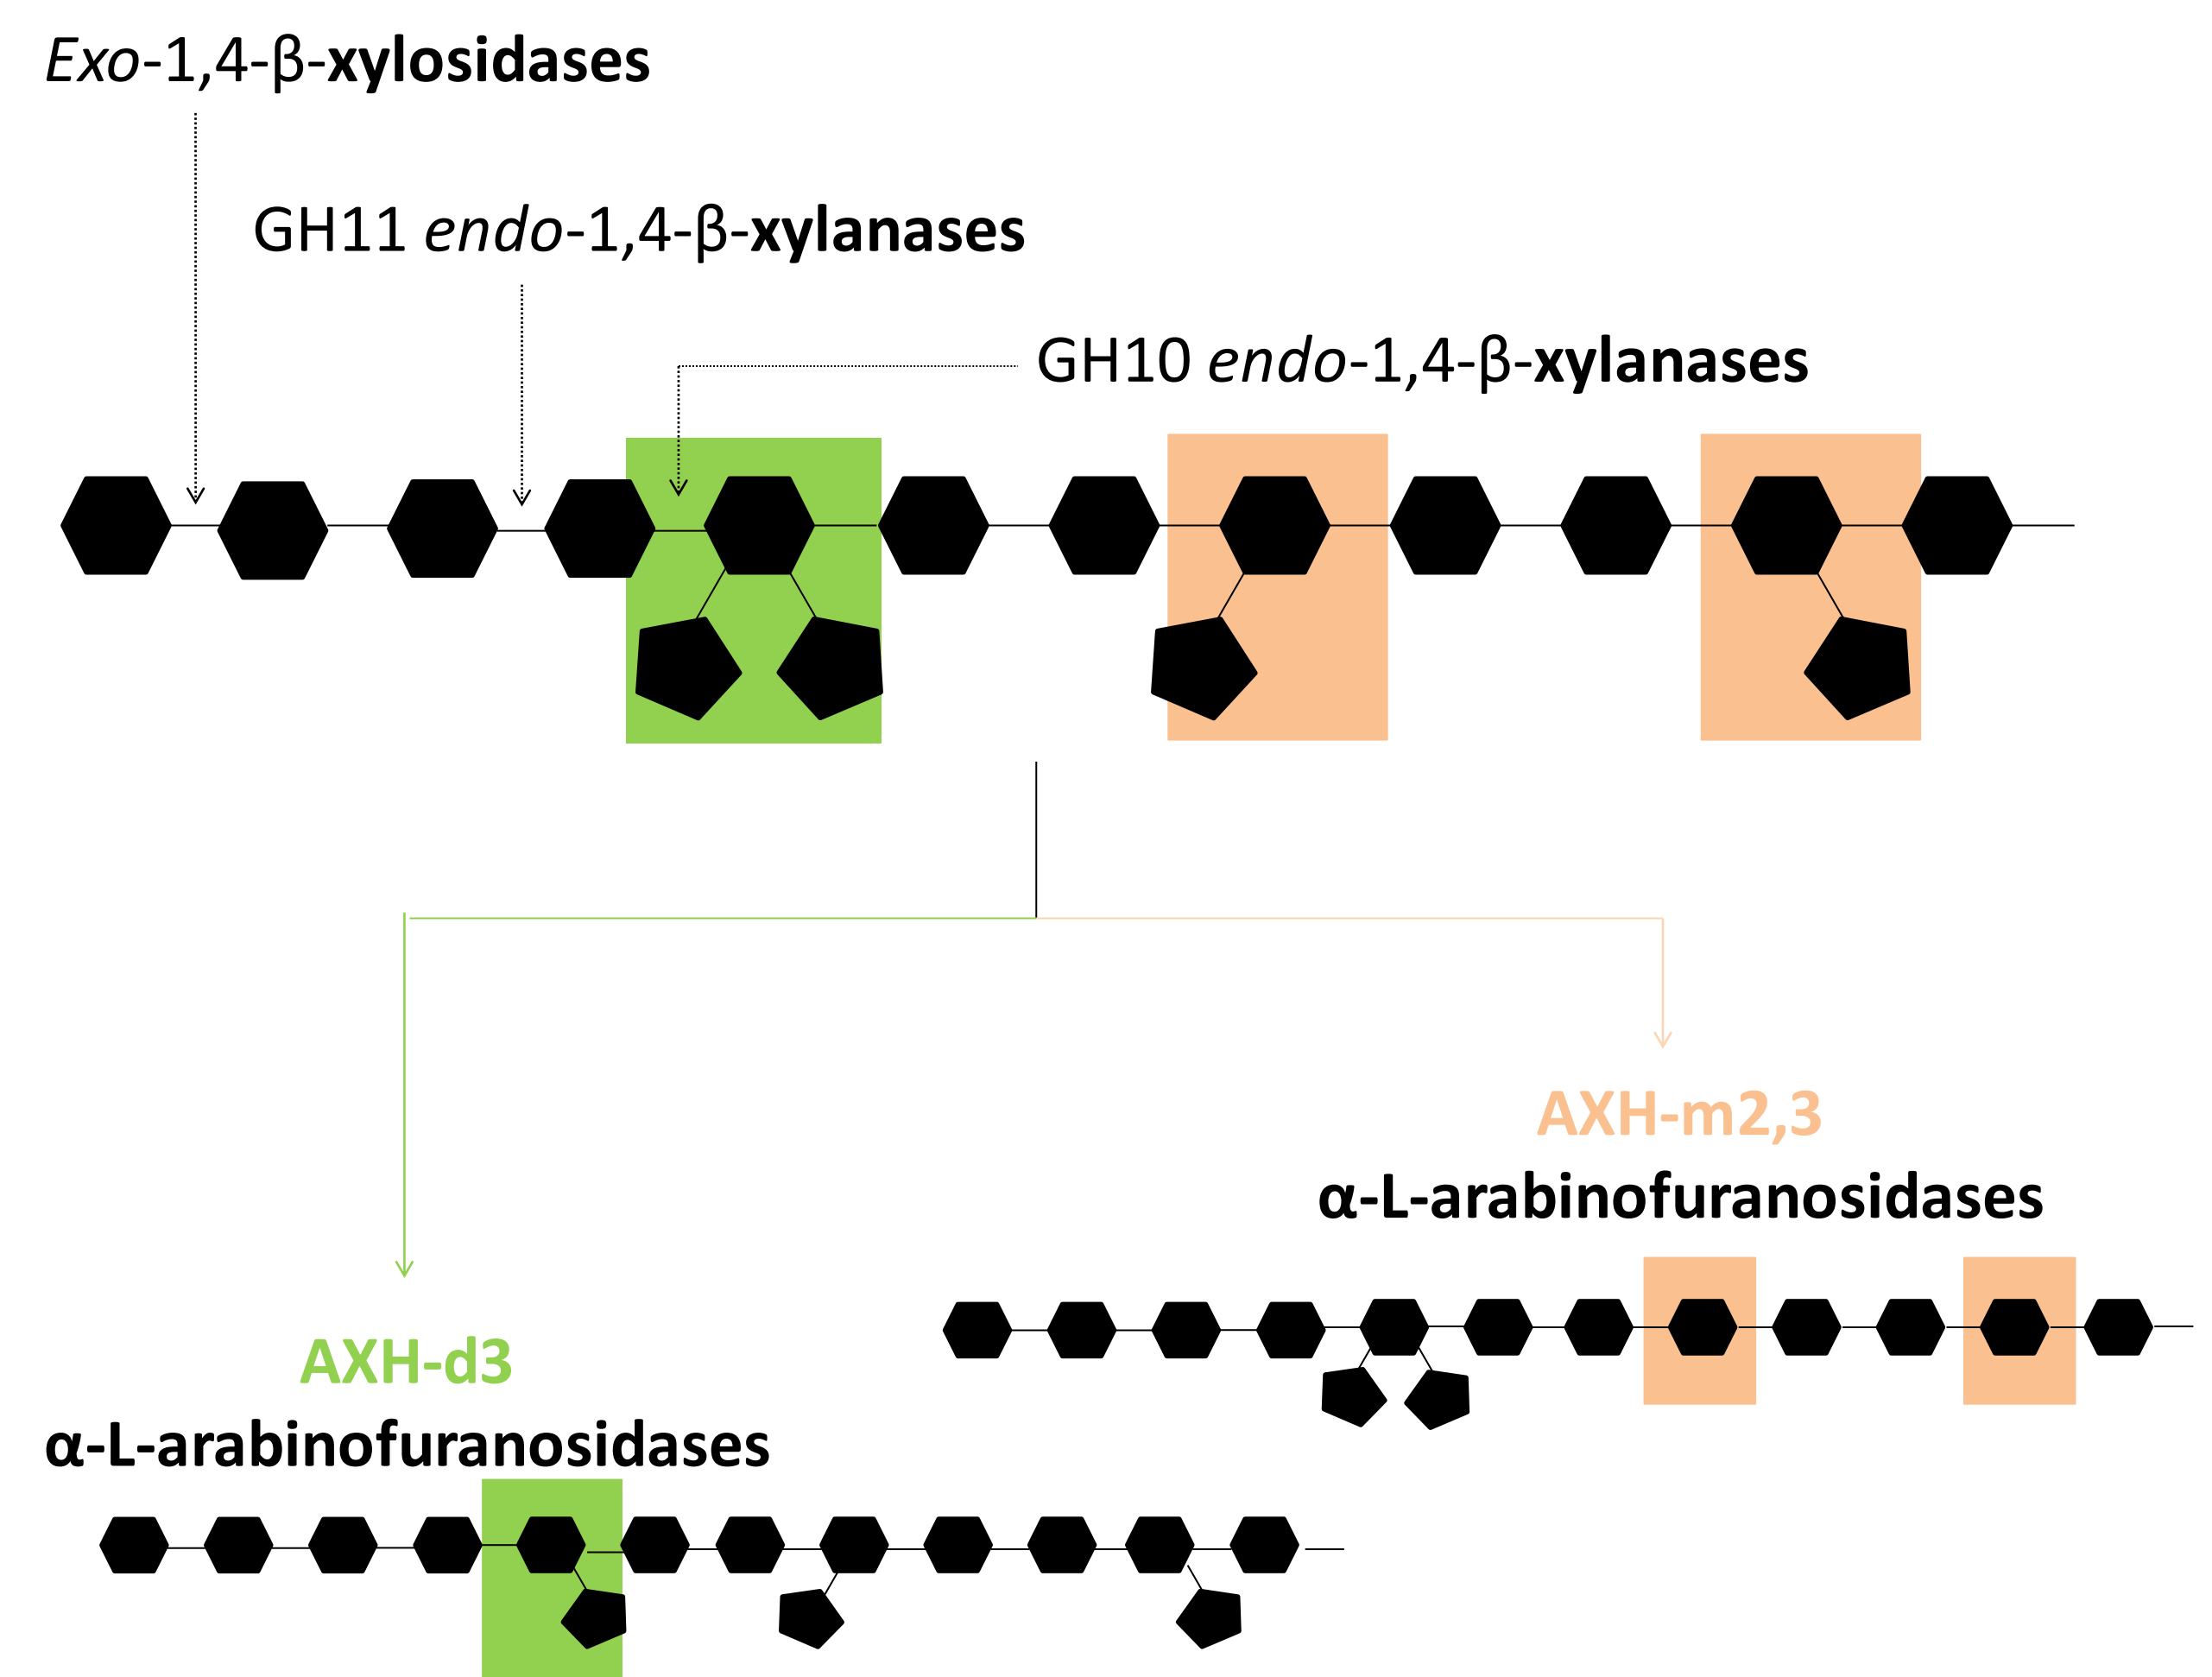 Exo-1,4-β-xylosidases
GH11 endo-1,4-β-xylanases
GH10 endo-1,4-β-xylanases
AXH-m2,3
α-L-arabinofuranosidases
AXH-d3
α-L-arabinofuranosidases